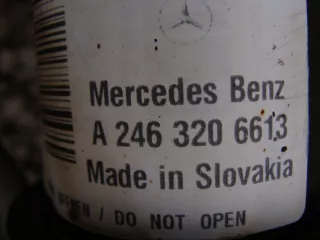 Mercedes Benz
A 246 320 6613
Made in Slovakia
/ DO NOT OPEN